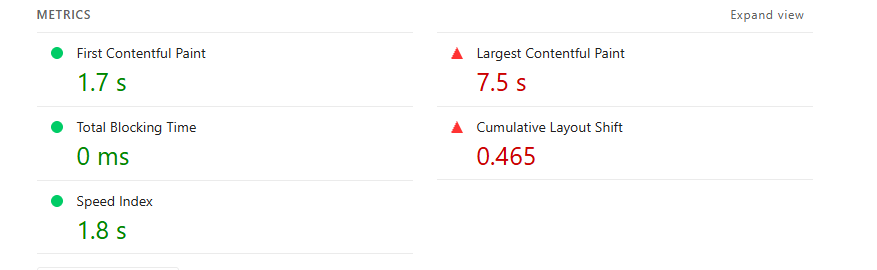 METRICS
Expand view
First Contentful Paint
1.7 s
Largest Contentful Paint
7.5 s
Total Blocking Time
0 ms
Cumulative Layout Shift
0.465
Speed Index
1.8 s